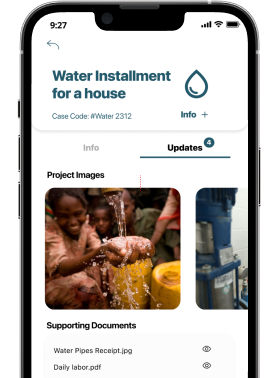 9:27
Water Installment
for a house
Case Code: #Water 2312
Info +
Info
Updates 4
Project Images
Supporting Documents
Water Pipes Receipt.jpg
Daily labor.pdf